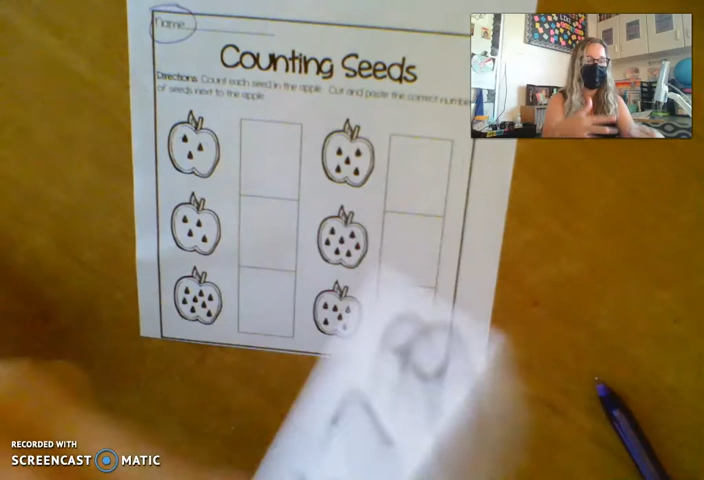 name
Counting Seeds
Directions: Count each seed in the apple. Cut and paste the correct number
of seeds next to the apple.
RECORDED WITH
SCREENCAST MATIC